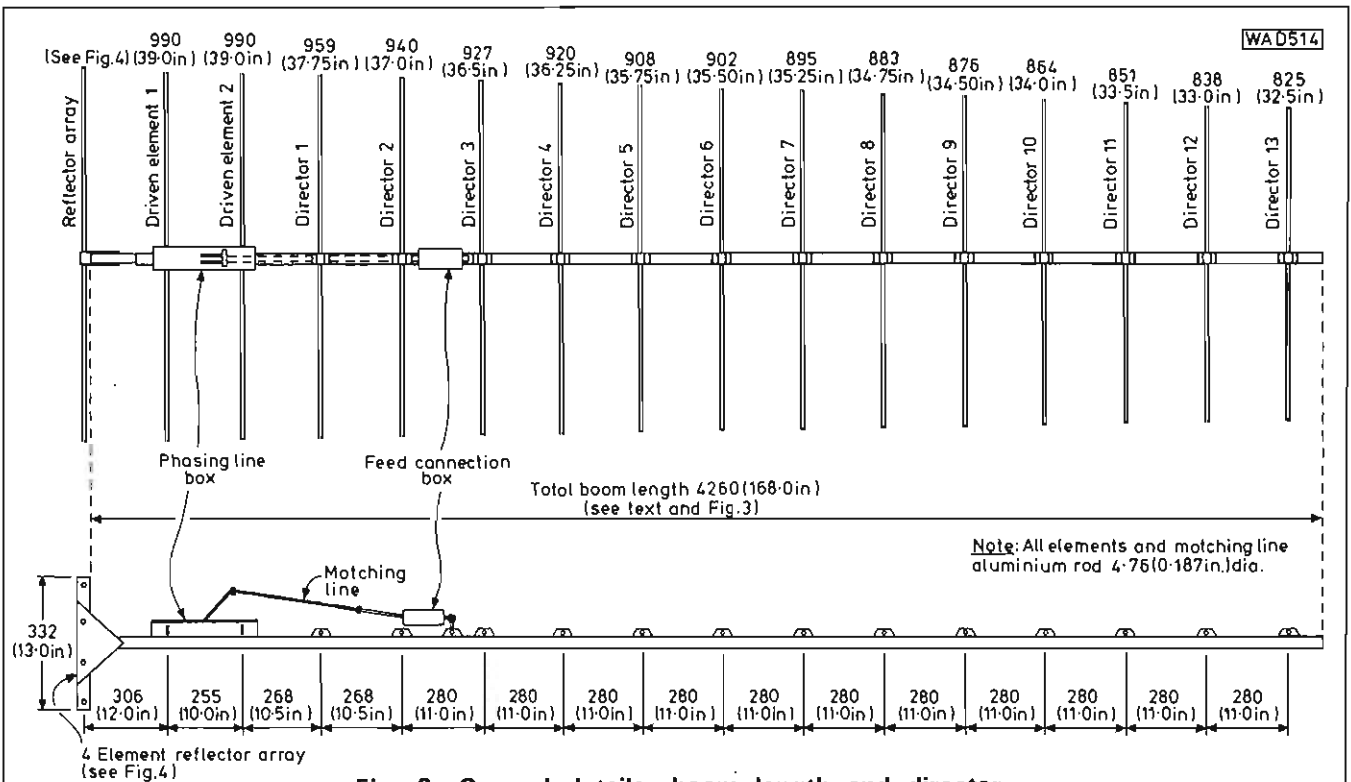 WAD514
(See Fig.4)
990
(39·0in)
990
(39·0in)
959
(37·75in)
940
(37·0in)
927
(36·5in)
920
(36·25in)
908
(35·75in)
902
(35·50in)
895
(35·25in)
883
(34·75in)
876
(34·50in)
864
(34·0in)
851
(33·5in)
838
(33·0in)
825
(32·5in)
Reflector array
Driven element 1
Driven element 2
Director 1
Director 2
Director 3
Director 4
Director 5
Director 6
Director 7
Director 8
Director 9
Director 10
Director 11
Director 12
Director 13
Phasing line
box
Feed connection
box
Total boom length 4260(168·0in)
(see text and Fig.3)
Note: All elements and matching line
aluminium rod 4·76(0·187in.)dia.
Matching
line
332
(13·0in)
306
(12·0in)
255
(10·0in)
268
(10·5in)
268
(10·5in)
280
(11·0in)
280
(11·0in)
280
(11·0in)
280
(11·0in)
280
(11·0in)
280
(11·0in)
280
(11·0in)
280
(11·0in)
280
(11·0in)
280
(11·0in)
280
(11·0in)
4 Element reflector array
(see Fig.4)